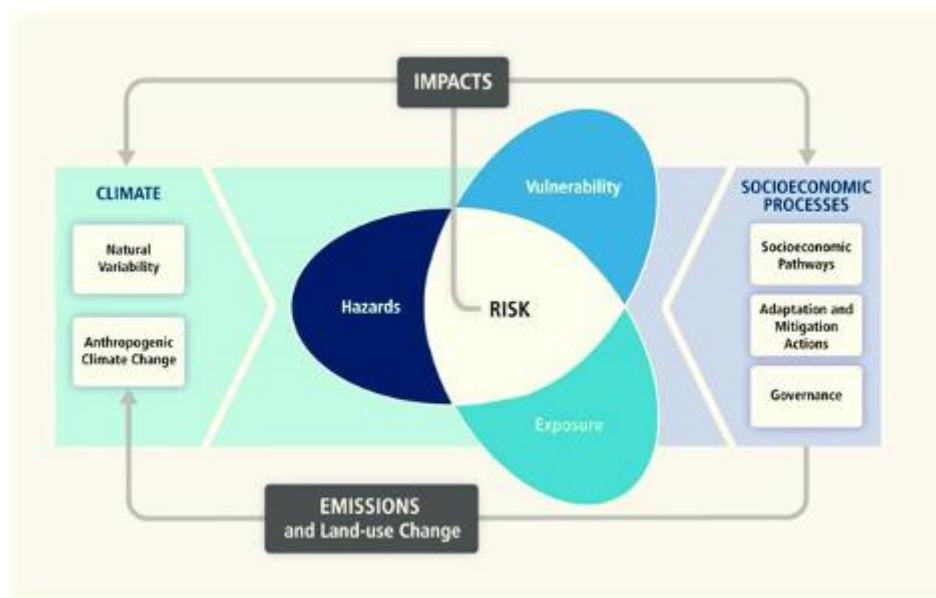 IMPACTS
CLIMATE
Natural
Variability
Anthropogenic
Climate Change
Vulnerability
Hazards
RISK
Exposure
SOCIOECONOMIC
PROCESSES
Socioeconomic
Pathways
Adaptation and
Mitigation
Actions
Governance
EMISSIONS
and Land-use Change